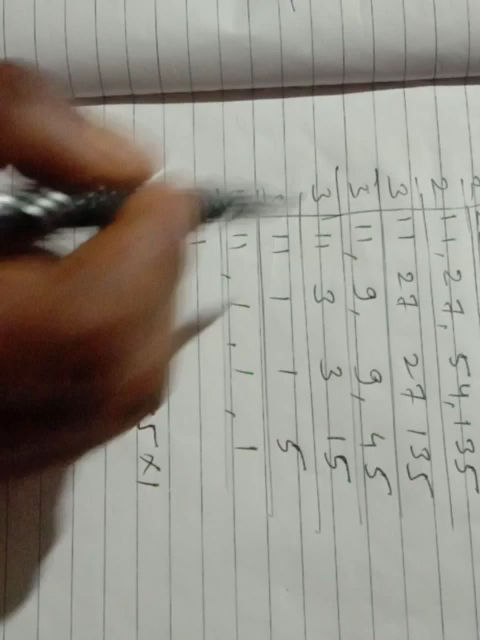 2 11, 27, 54, 135
3 11 27 27 135
3 11, 9, 9, 45
3 11 3 3 15
11 1 1 5
11, 1, 1, 1
5 × 1